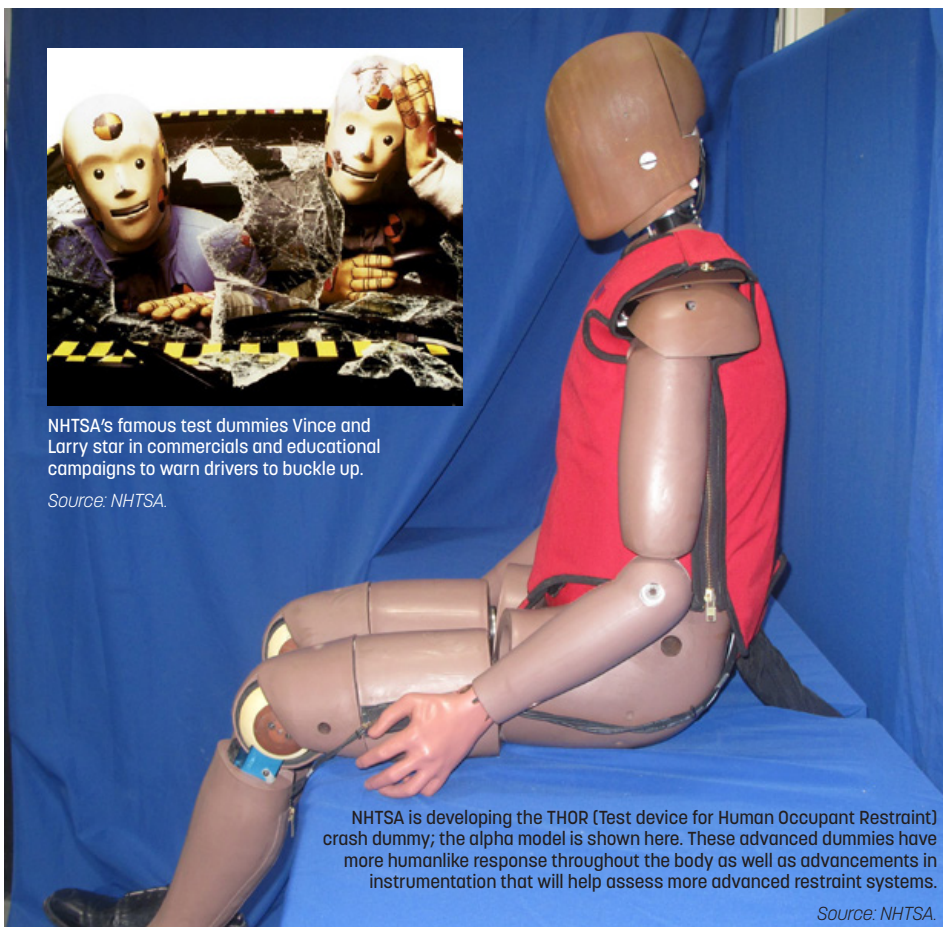 NHTSA's famous test dummies Vince and
Larry star in commercials and educational
campaigns to warn drivers to buckle up.
Source: NHTSA.
NHTSA is developing the THOR (Test device for Human Occupant Restraint)
crash dummy; the alpha model is shown here. These advanced dummies have
more humanlike response throughout the body as well as advancements in
instrumentation that will help assess more advanced restraint systems.
Source: NHTSA.